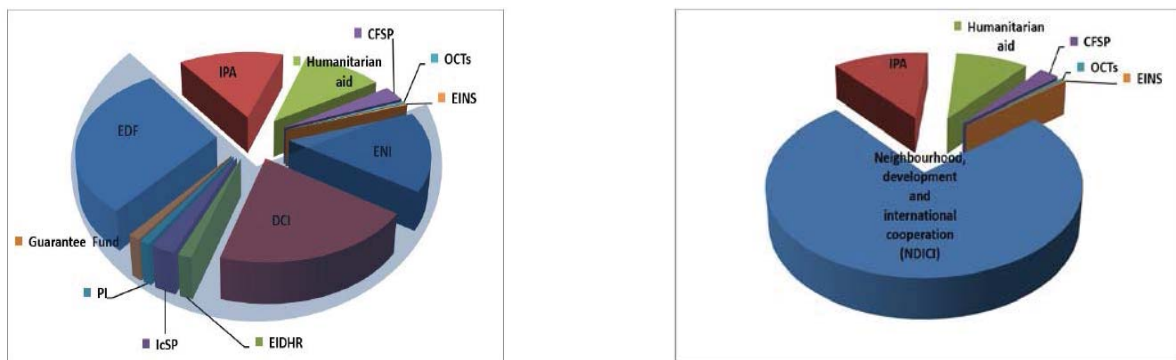 CFSP
IPA
Humanitarian
aid
OCTs
EINS
EDF
ENI
DCI
Guarantee Fund
PI
IcSP
EIDHR
Humanitarian
aid
CFSP
IPA
OCTs
EINS
Neighbourhood,
development
and
international
cooperation
(NDICI)